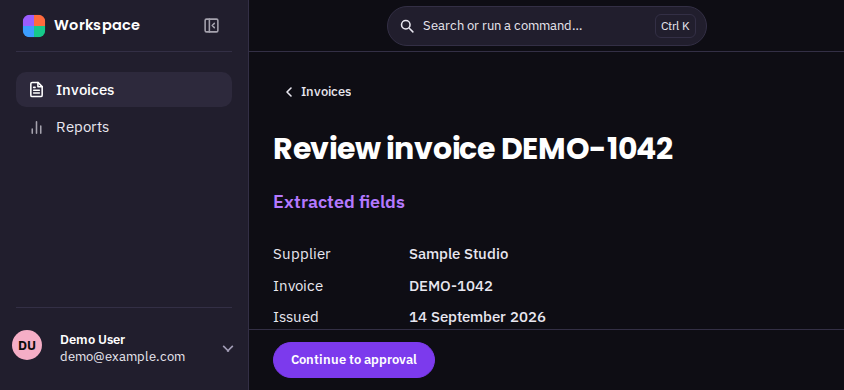 Workspace
Search or run a command...
Ctrl K
Invoices
Reports
Invoices
Review invoice DEMO-1042
Extracted fields
Supplier Sample Studio
Invoice DEMO-1042
Issued 14 September 2026
Continue to approval
DU
Demo User
demo@example.com